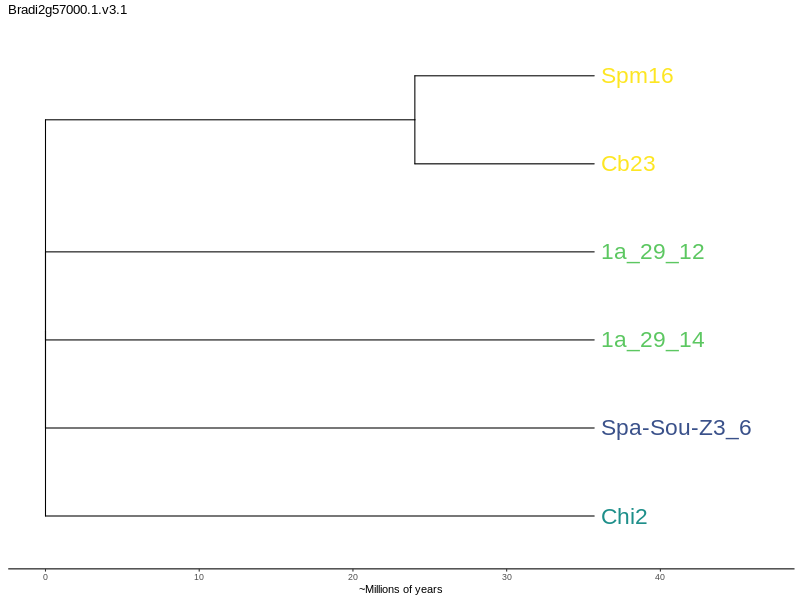 Bradi2g57000.1.v3.1
Spm16
Cb23
1a_29_12
1a_29_14
Spa-Sou-Z3_6
Chi2
0 10 20 30 40
~Millions of years